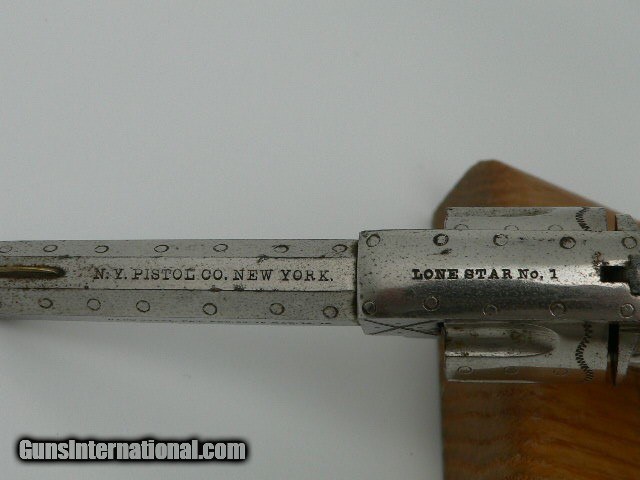 N.Y. PISTOL CO. NEW YORK.
LONE STAR No. 1
GunsInternational.com